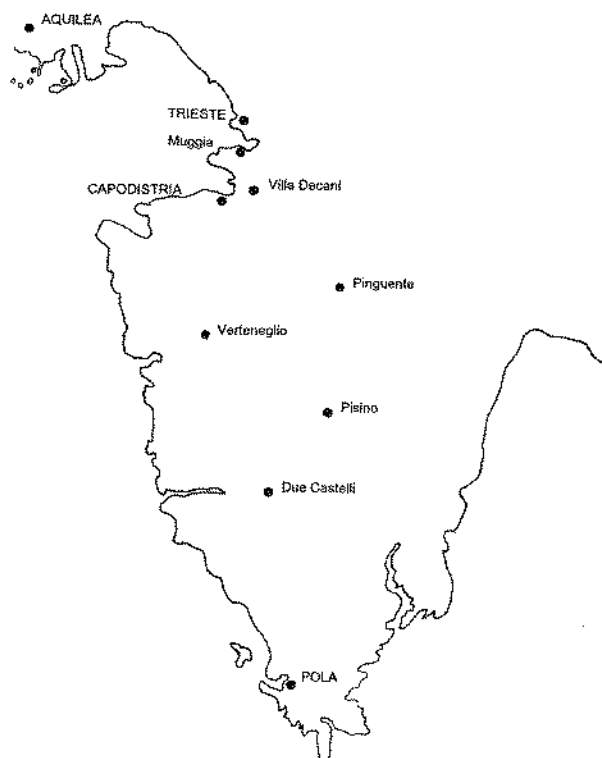 AQUILEA
TRIESTE
Muggia
Villa Decani
CAPODISTRIA
Pinguente
Verteneglio
Pisino
Due Castelli
POLA